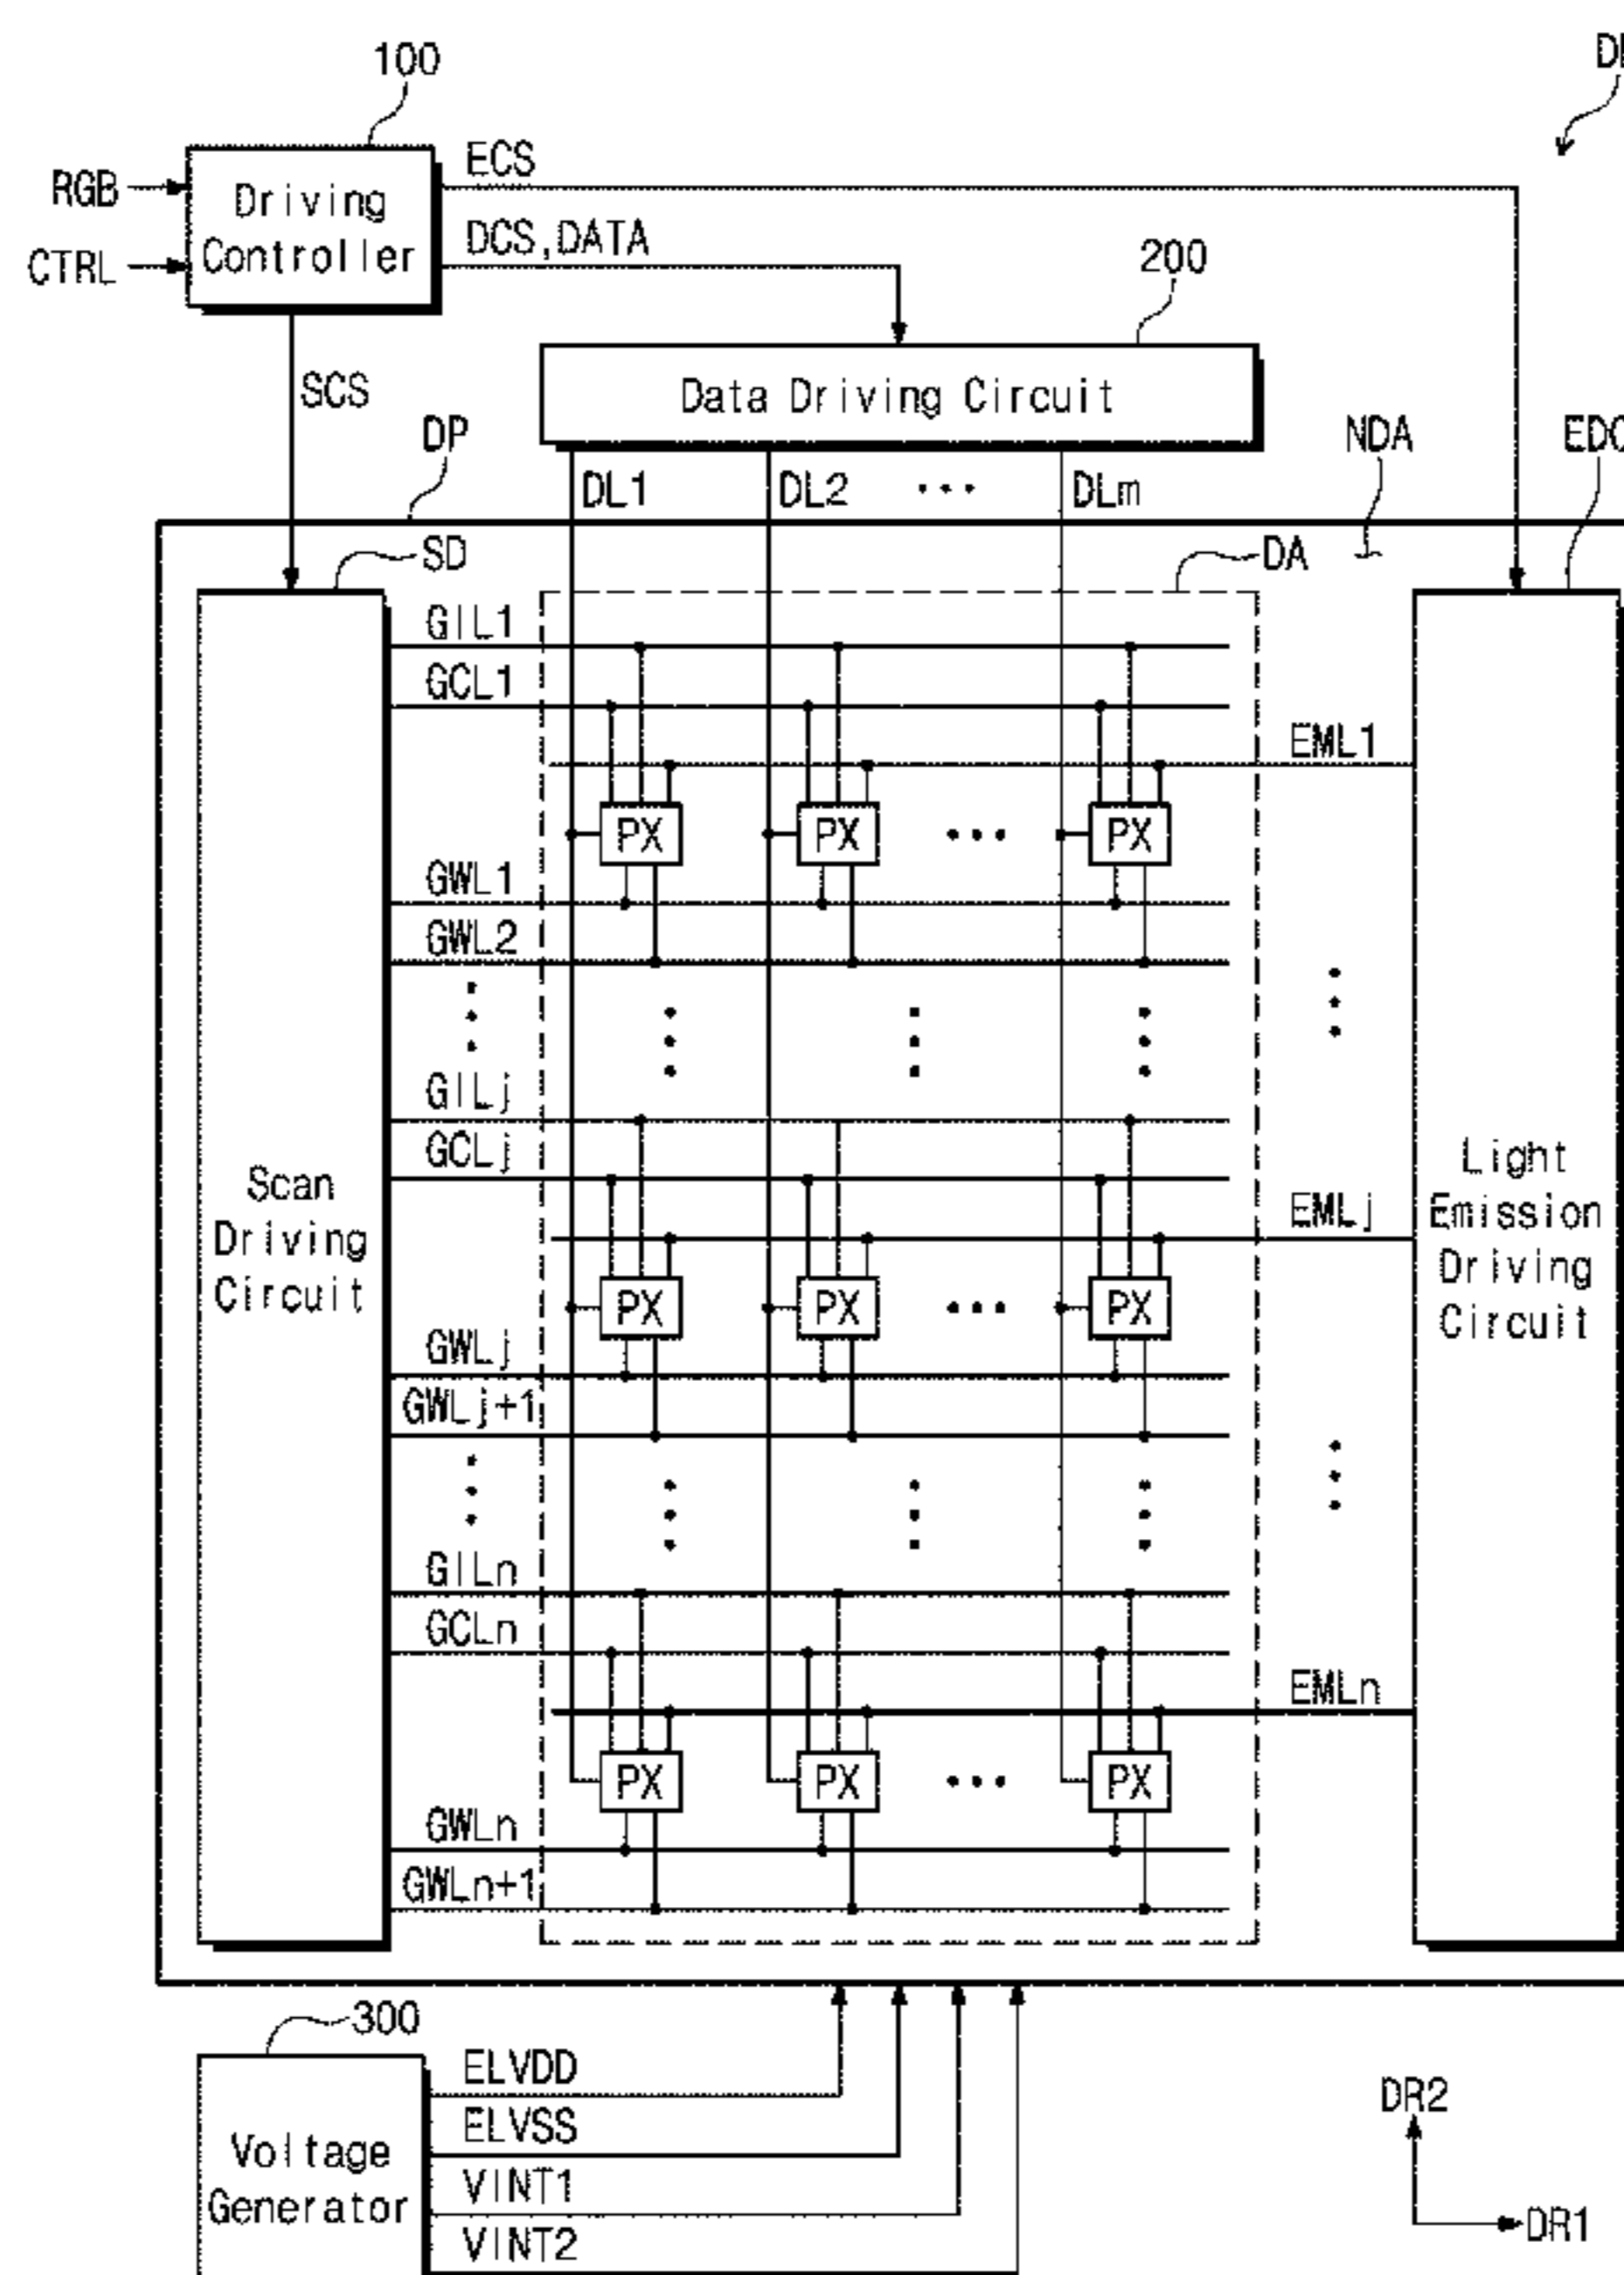 100
DI
RGB
Driving
Controller
CTRL
ECS
DCS,DATA
200
SCS
Data Driving Circuit
DP
NDA
DL1
DL2
...
DLm
SD
DA
GIL1
GCL1
EML1
PX
PX
...
PX
GWL1
GWL2
GILj
GCLj
Scan
Driving
Circuit
EMLj
Light
Emission
Driving
Circuit
PX
PX
...
PX
GWLj
GWLj+1
GILn
GCLn
EMLn
PX
PX
...
PX
GWLn
GWLn+1
300
Voltage
Generator
ELVDD
ELVSS
VINT1
VINT2
DR2
DR1